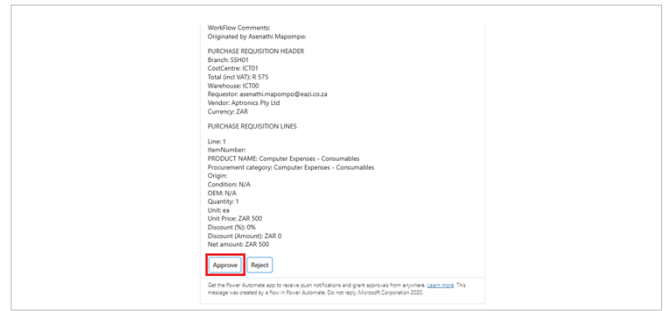 WorkFlow Comments:
Originated by Asenathi Mapompo:
PURCHASE REQUISITION HEADER
Branch: SSH01
CostCentre: ICT01
Total (incl VAT): R 575
Warehouse: ICT00
Requestor: asenathi.mapompo@eazi.co.za
Vendor: Aptronics Pty Ltd
Currency: ZAR
PURCHASE REQUISITION LINES
Line: 1
ItemNumber:
PRODUCT NAME: Computer Expenses - Consumables
Procurement category: Computer Expenses - Consumables
Origin:
Condition: N/A
OEM: N/A
Quantity: 1
Unit: ea
Unit Price: ZAR 500
Discount (%): 0%
Discount (Amount): ZAR 0
Net amount: ZAR 500
Approve Reject
Get the Power Automate app to receive push notifications and grant approvals from anywhere. Learn more. This
message was created by a flow in Power Automate. Do not reply. Microsoft Corporation 2020.